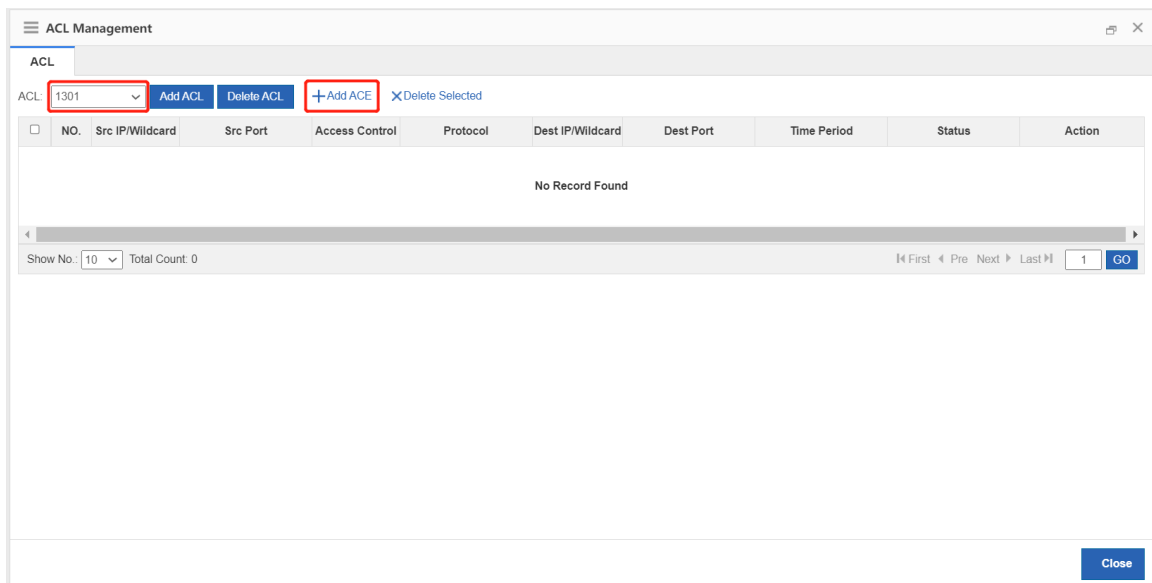 ACL Management
ACL
ACL: 1301 Add ACL Delete ACL Add ACE Delete Selected
NO. Src IP/Wildcard Src Port Access Control Protocol Dest IP/Wildcard Dest Port Time Period Status Action
No Record Found
Show No.: 10 Total Count: 0 First Pre Next Last 1 GO
Close